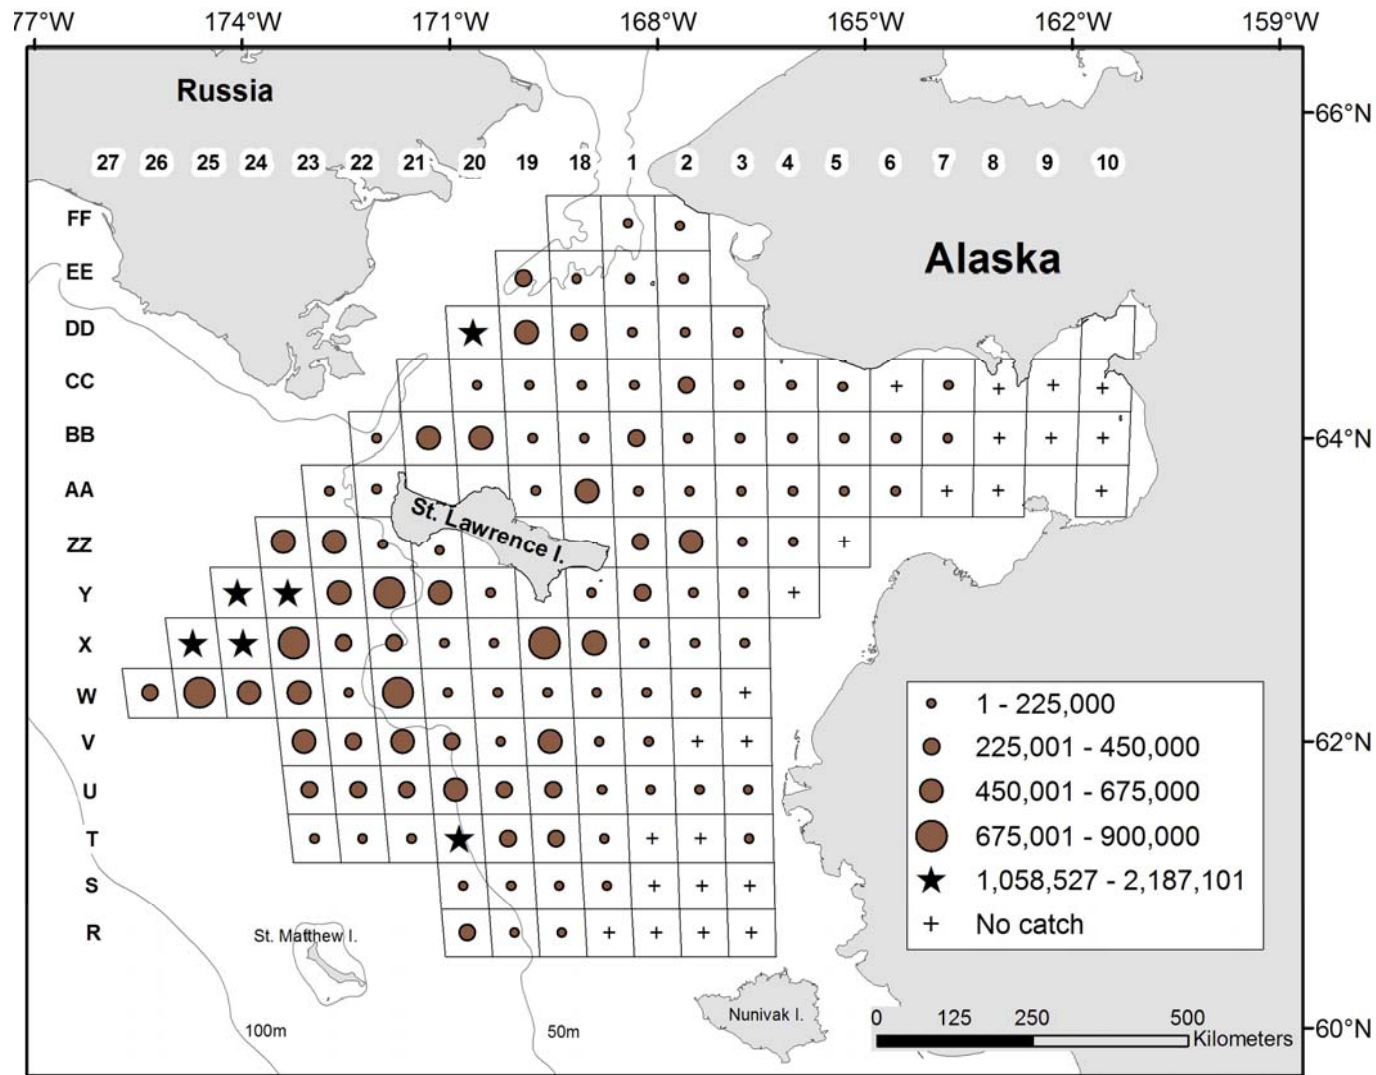 77°W 174°W 171°W 168°W 165°W 162°W 159°W
Russia
66°N
27 26 25 24 23 22 21 20 19 18 1 2 3 4 5 6 7 8 9 10
FF
Alaska
EE
DD
CC
BB
64°N
AA
St. Lawrence I.
ZZ
Y
X
W
1 - 225,000
V
62°N
225,001 - 450,000
U
450,001 - 675,000
T
675,001 - 900,000
S
1,058,527 - 2,187,101
R
No catch
St. Matthew I.
Nunivak I.
0 125 250 500
Kilometers
60°N
100m
50m